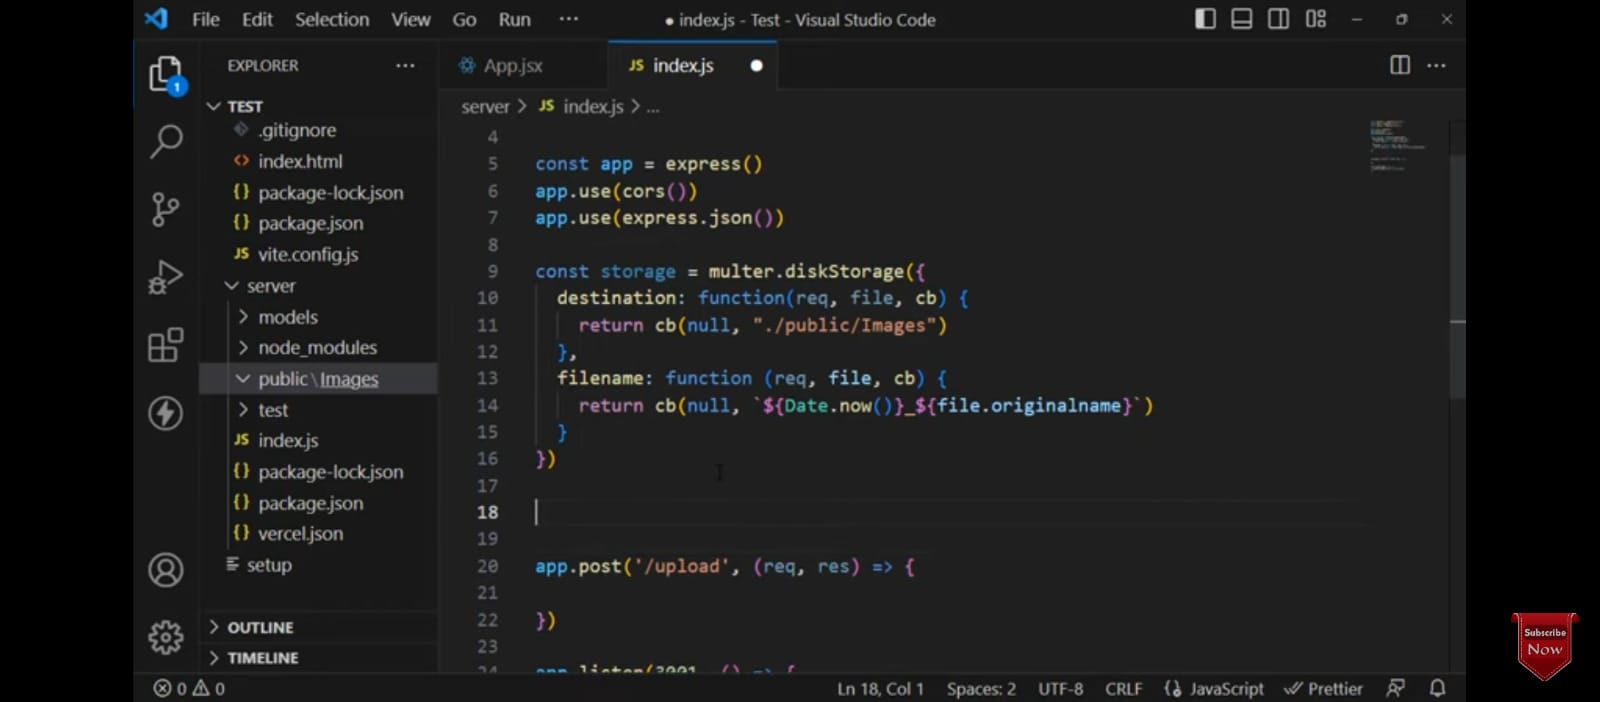 File Edit Selection View Go Run ··· ● index.js - Test - Visual Studio Code
EXPLORER ···
1
TEST
.gitignore
<> index.html
{} package-lock.json
{} package.json
JS vite.config.js
server
models
node_modules
public\Images
test
JS index.js
{} package-lock.json
{} package.json
{} vercel.json
setup
OUTLINE
TIMELINE
App.jsx JS index.js ●
server > JS index.js > ...
4
5 const app = express()
6 app.use(cors())
7 app.use(express.json())
8
9 const storage = multer.diskStorage({
10 destination: function(req, file, cb) {
11 return cb(null, "./public/Images")
12 },
13 filename: function (req, file, cb) {
14 return cb(null, `${Date.now()}_${file.originalname}`)
15 }
16 })
17
18
19
20 app.post('/upload', (req, res) => {
21
22 })
23
24 app.listen(3001, () => {
0 0 Ln 18, Col 1 Spaces: 2 UTF-8 CRLF {} JavaScript Prettier
Subscribe
Now